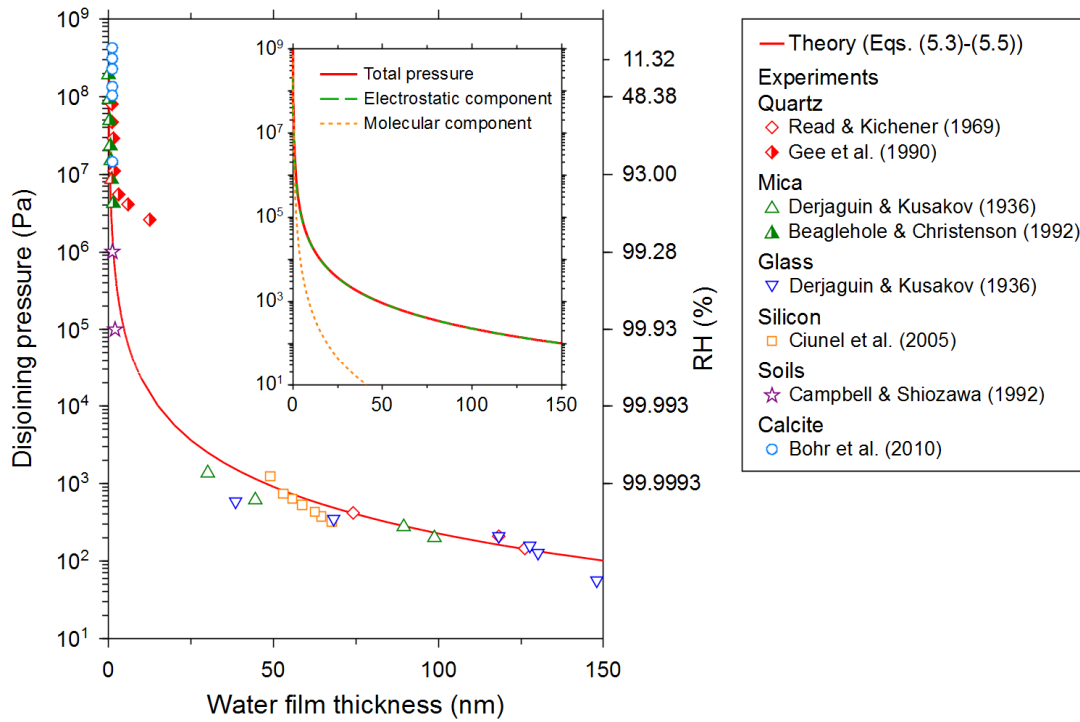 Disjoining pressure (Pa)
10⁹
10⁸
10⁷
10⁶
10⁵
10⁴
10³
10²
10¹
0
50
100
150
Water film thickness (nm)
10⁹
10⁷
10⁵
10³
10¹
0
50
100
150
Total pressure
Electrostatic component
Molecular component
11.32
48.38
93.00
99.28
99.93
99.993
99.9993
RH (%)
Theory (Eqs. (5.3)-(5.5))
Experiments
Quartz
Read & Kichener (1969)
Gee et al. (1990)
Mica
Derjaguin & Kusakov (1936)
Beaglehole & Christenson (1992)
Glass
Derjaguin & Kusakov (1936)
Silicon
Ciunel et al. (2005)
Soils
Campbell & Shiozawa (1992)
Calcite
Bohr et al. (2010)